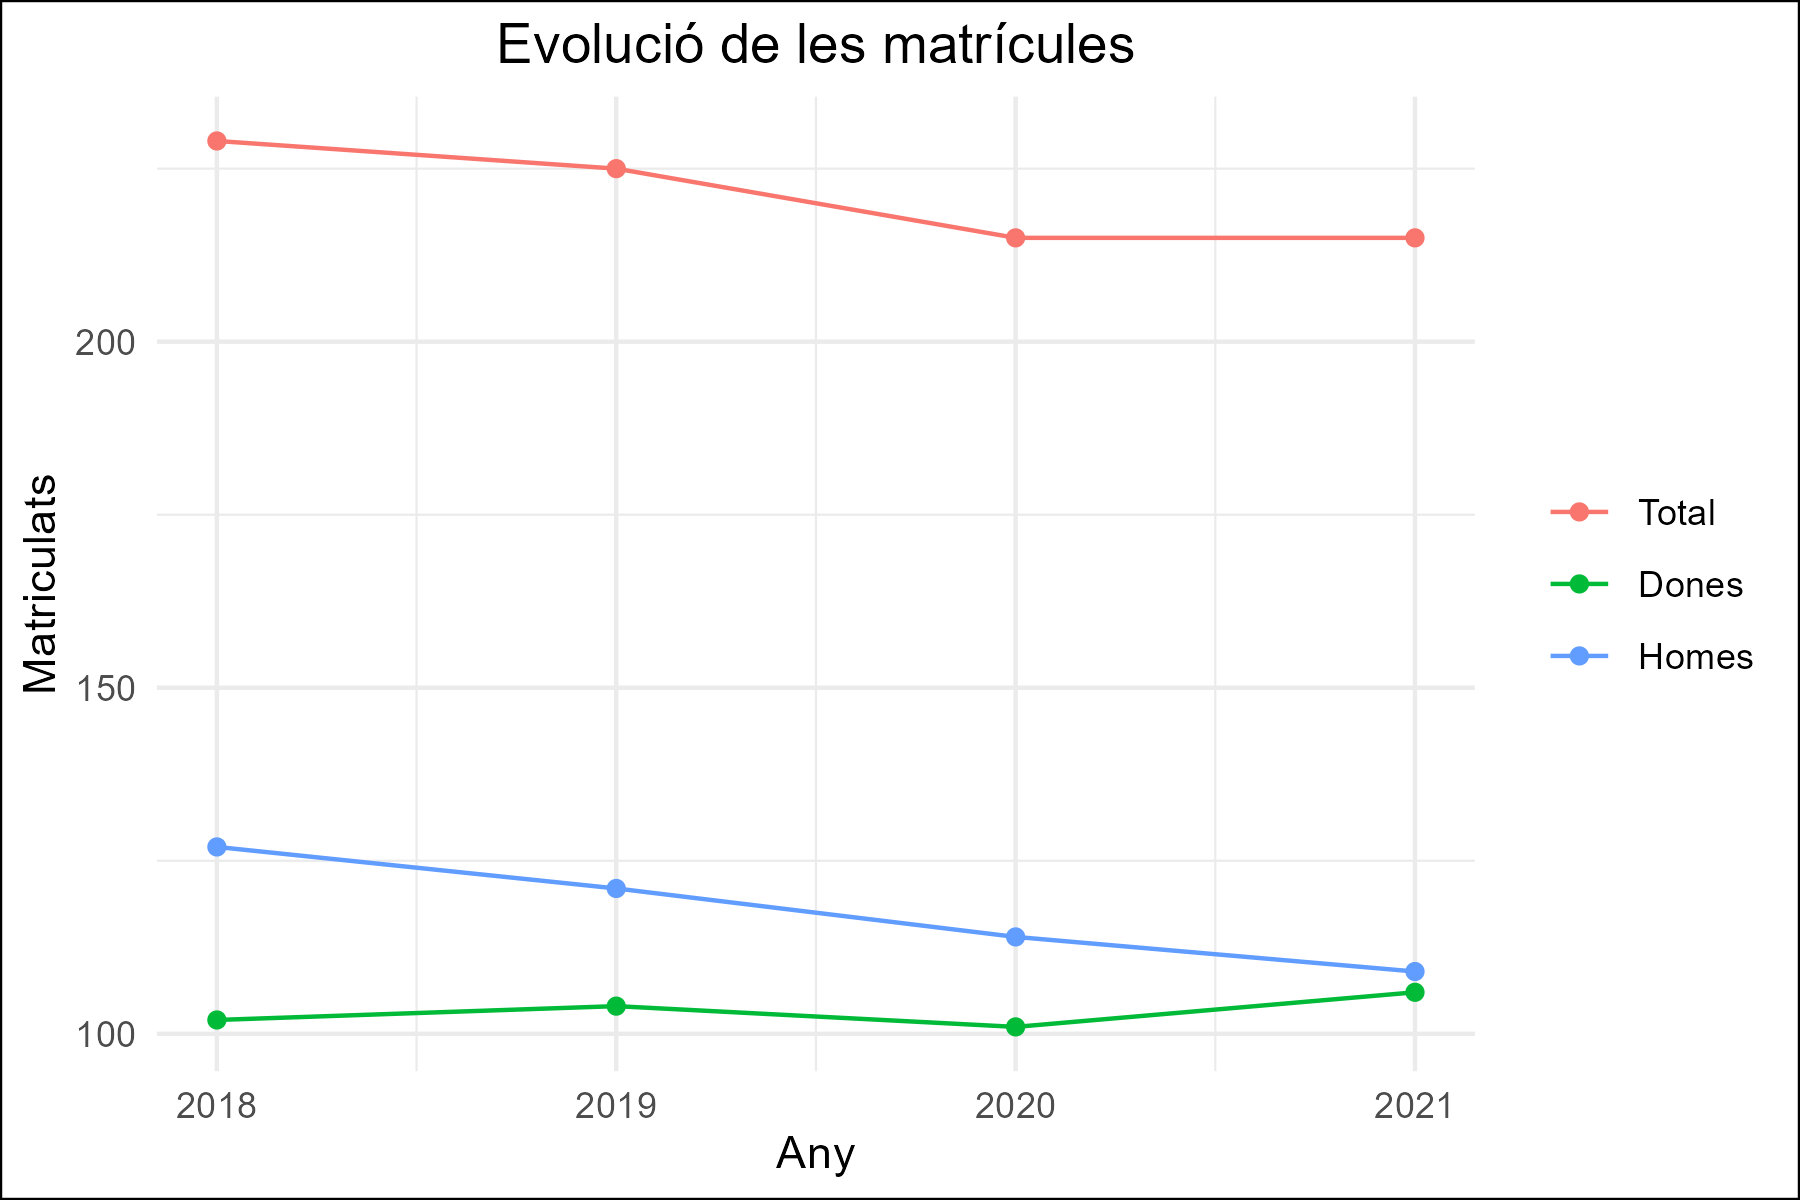 Evolució de les matrícules
Matriculats
200
150
100
2018
2019
2020
2021
Any
Total
Dones
Homes